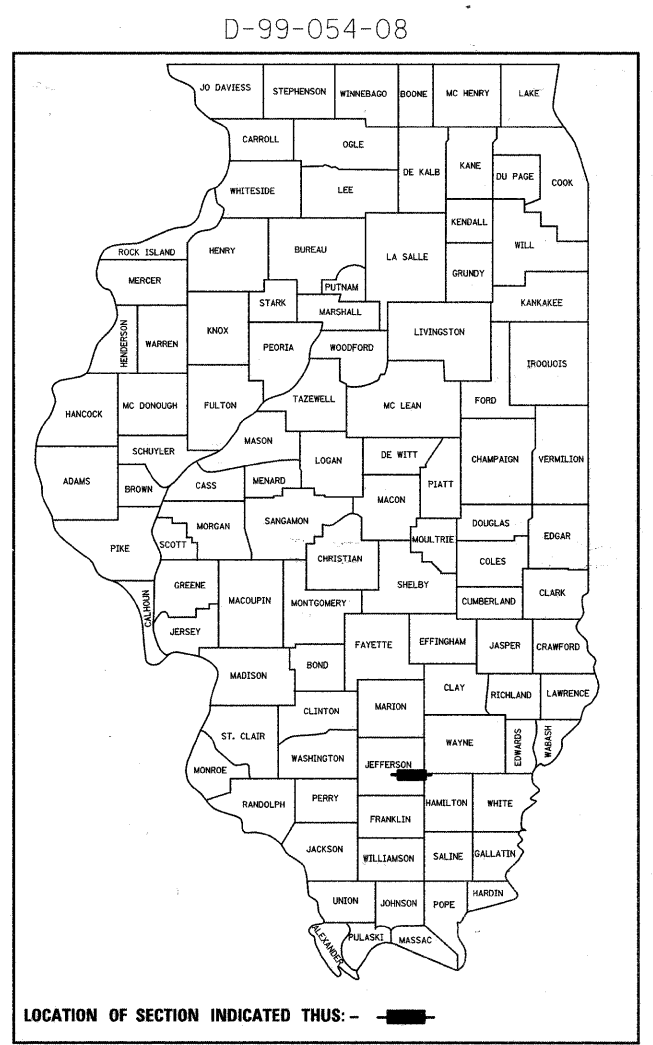 D-99-054-08
JO DAVIESS STEPHENSON WINNEBAGO BOONE MC HENRY LAKE
CARROLL OGLE DE KALB KANE DU PAGE COOK
WHITESIDE LEE
KENDALL
ROCK ISLAND HENRY BUREAU LA SALLE WILL
GRUNDY
MERCER PUTNAM
STARK MARSHALL KANKAKEE
HENDERSON WARREN KNOX PEORIA WOODFORD LIVINGSTON
IROQUOIS
HANCOCK MC DONOUGH FULTON TAZEWELL MC LEAN FORD
MASON
SCHUYLER LOGAN DE WITT CHAMPAIGN VERMILION
ADAMS BROWN CASS MENARD PIATT
MACON
MORGAN SANGAMON DOUGLAS
PIKE SCOTT CHRISTIAN MOULTRIE EDGAR
COLES
GREENE SHELBY
CALHOUN MACOUPIN MONTGOMERY CUMBERLAND CLARK
JERSEY FAYETTE EFFINGHAM JASPER CRAWFORD
BOND
MADISON CLAY RICHLAND LAWRENCE
CLINTON MARION
ST. CLAIR WAYNE EDWARDS WABASH
WASHINGTON JEFFERSON
MONROE
RANDOLPH PERRY HAMILTON WHITE
FRANKLIN
JACKSON WILLIAMSON SALINE GALLATIN
HARDIN
UNION JOHNSON POPE
ALEXANDER PULASKI MASSAC
LOCATION OF SECTION INDICATED THUS: -